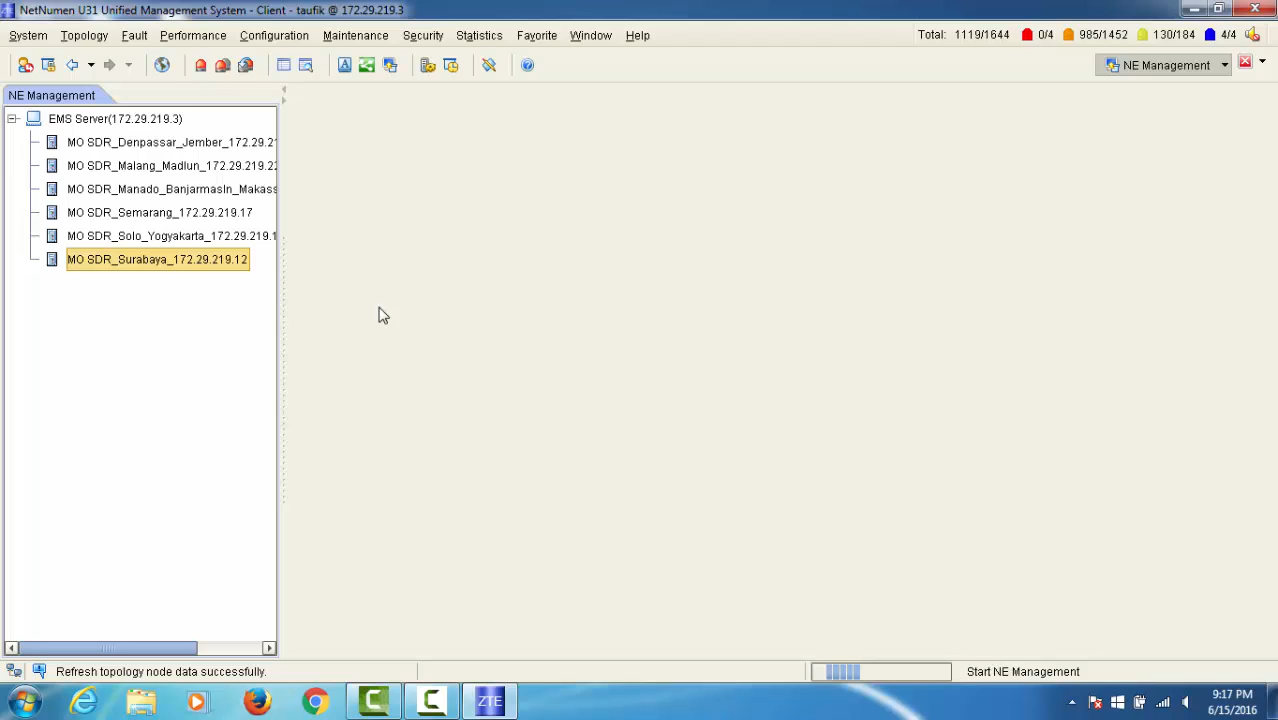 NetNumen U31 Unified Management System - Client - taufik @ 172.29.219.3
System Topology Fault Performance Configuration Maintenance Security Statistics Favorite Window Help Total: 1119/1644 0/4 985/1452 130/184 4/4
NE Management
NE Management
EMS Server(172.29.219.3)
MO SDR_Denpassar_Jember_172.29.21
MO SDR_Malang_Madiun_172.29.219.22
MO SDR_Manado_Banjarmasin_Makass
MO SDR_Semarang_172.29.219.17
MO SDR_Solo_Yogyakarta_172.29.219.1
MO SDR_Surabaya_172.29.219.12
Refresh topology node data successfully. Start NE Management
ZTE
9:17 PM
6/15/2016